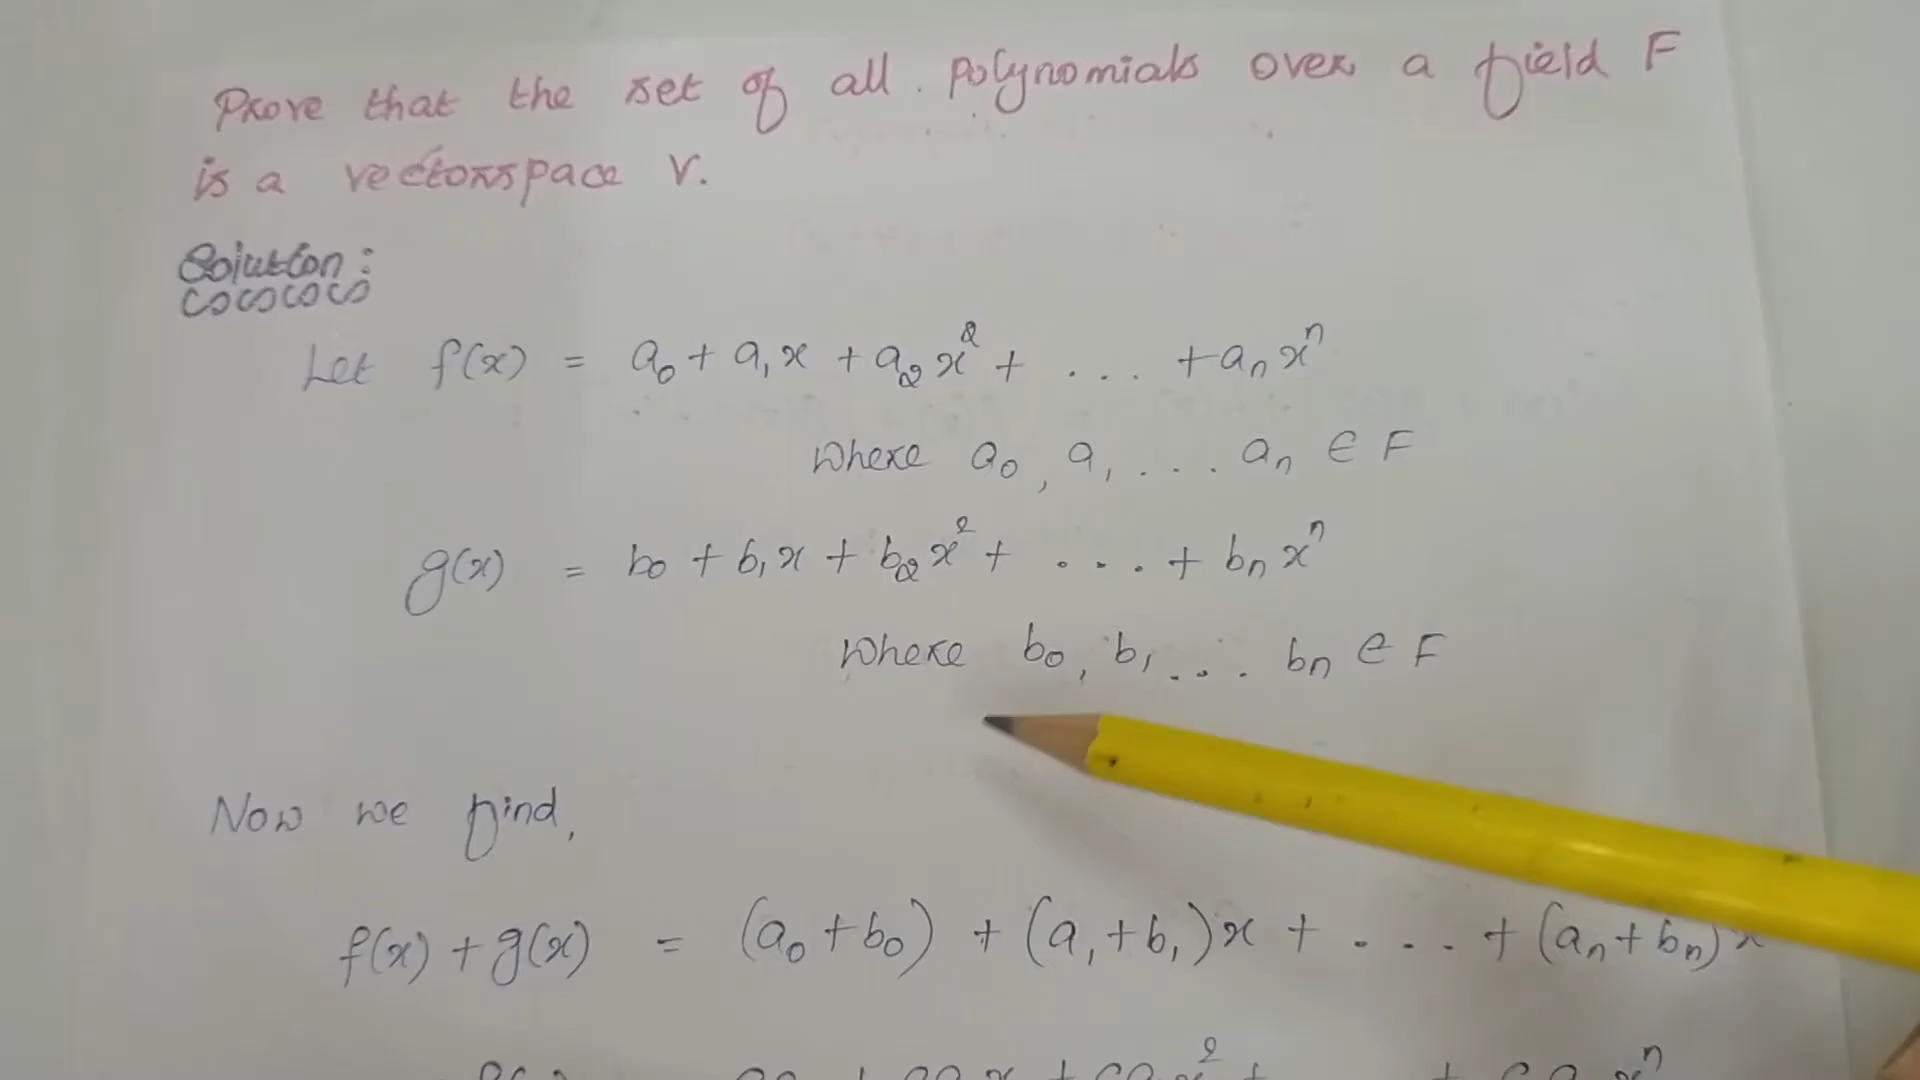 Prove that the set of all polynomials over a field F
is a vectorspace V.
Solution:
Let f(x) = a₀ + a₁x + a₂x² + ... + aₙxⁿ
where a₀, a₁, ... aₙ ∈ F
g(x) = b₀ + b₁x + b₂x² + ... + bₙxⁿ
where b₀, b₁, ... bₙ ∈ F
Now we find,
f(x) + g(x) = (a₀ + b₀) + (a₁ + b₁)x + ... + (aₙ + bₙ)x